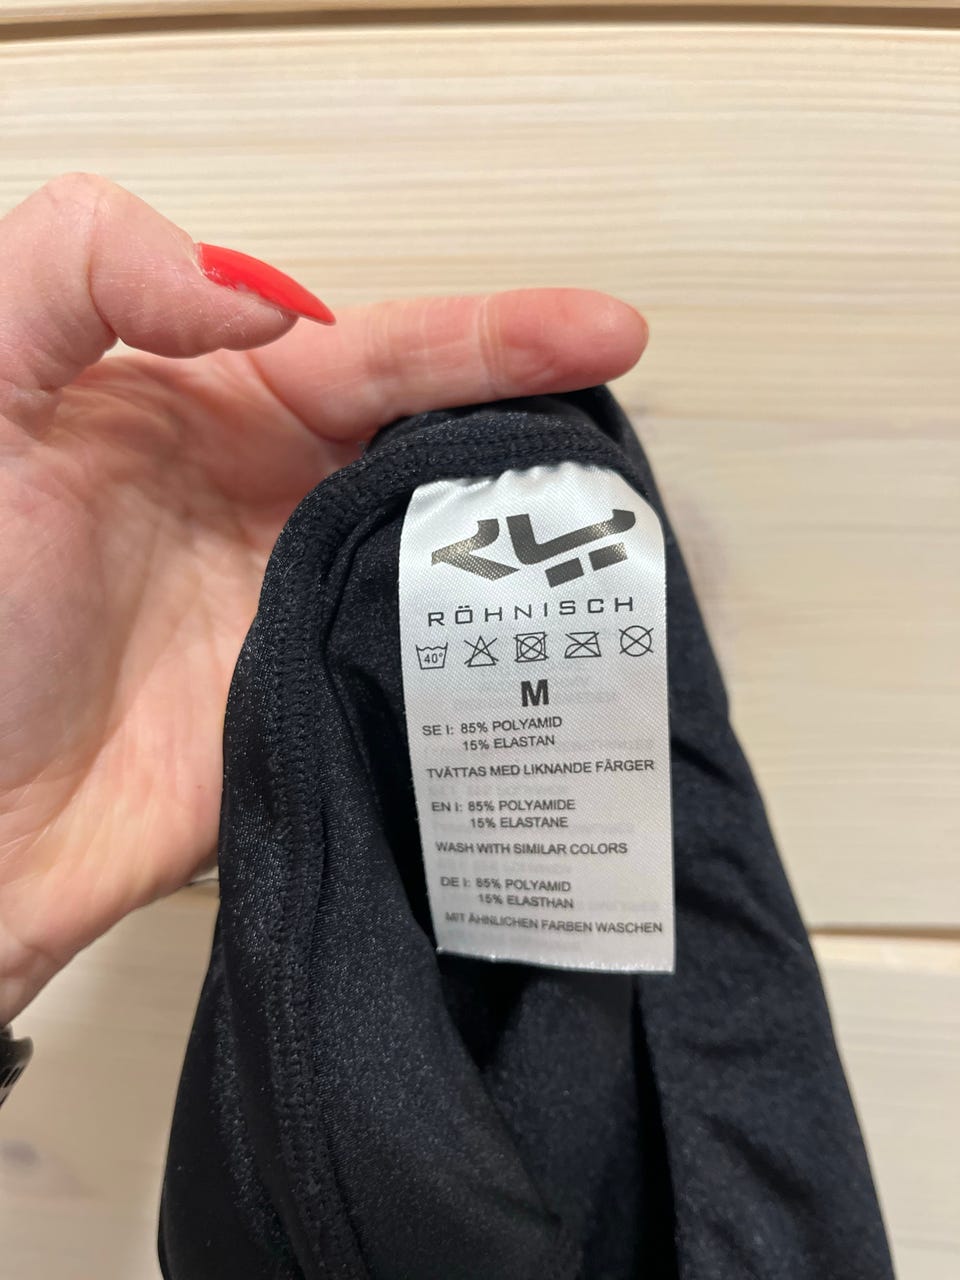 RÖHNISCH
40°
M
SE I: 85% POLYAMID
15% ELASTAN
TVÄTTAS MED LIKNANDE FÄRGER
EN I: 85% POLYAMIDE
15% ELASTANE
WASH WITH SIMILAR COLORS
DE I: 85% POLYAMID
15% ELASTHAN
MIT ÄHNLICHEN FARBEN WASCHEN